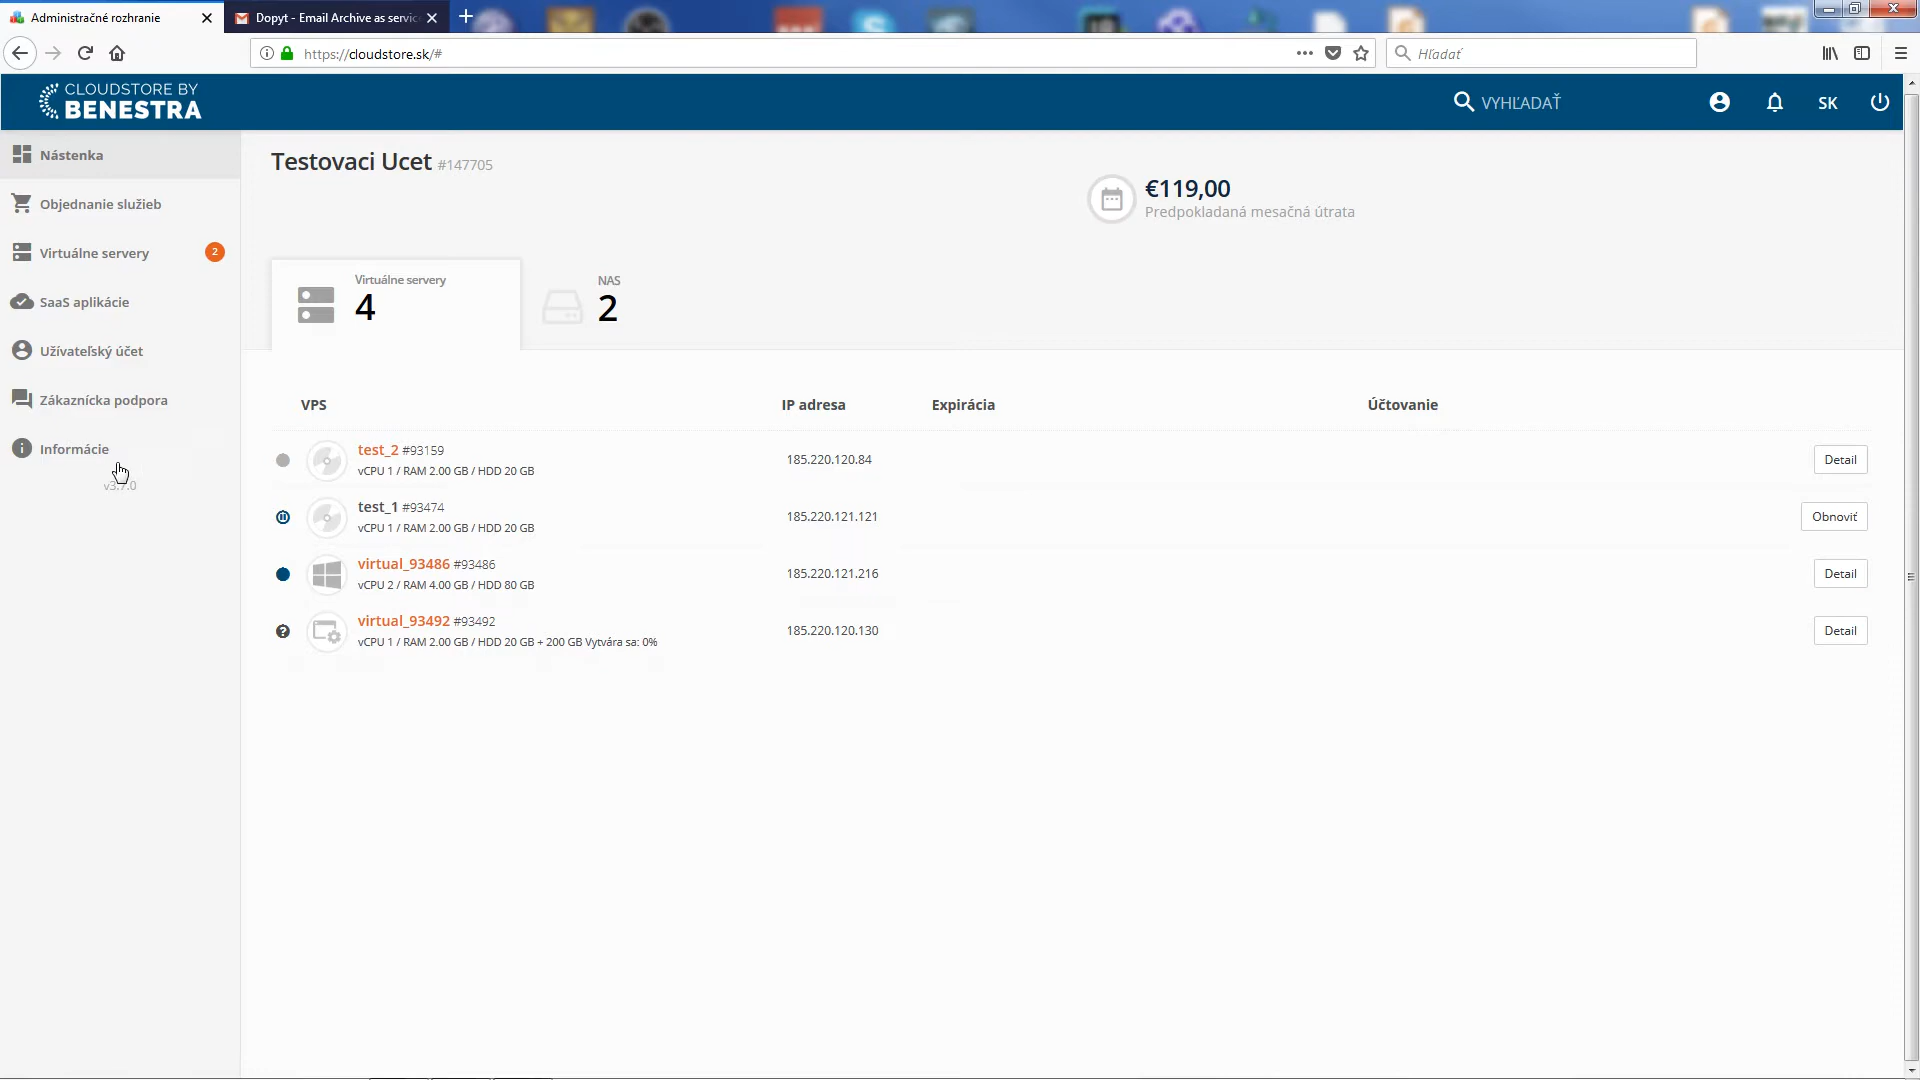 Administračné rozhranie
Dopyt - Email Archive as servic
https://cloudstore.sk/#
Hľadať
CLOUDSTORE BY
BENESTRA
VYHĽADAŤ
SK
Nástenka
Objednanie služieb
Virtuálne servery
2
SaaS aplikácie
Užívateľský účet
Zákaznícka podpora
Informácie
v3.7.0
Testovaci Ucet #147705
€119,00
Predpokladaná mesačná útrata
Virtuálne servery
4
NAS
2
VPS IP adresa Expirácia Účtovanie
test_2 #93159
vCPU 1 / RAM 2.00 GB / HDD 20 GB
185.220.120.84
Detail
test_1 #93474
vCPU 1 / RAM 2.00 GB / HDD 20 GB
185.220.121.121
Obnoviť
virtual_93486 #93486
vCPU 2 / RAM 4.00 GB / HDD 80 GB
185.220.121.216
Detail
virtual_93492 #93492
vCPU 1 / RAM 2.00 GB / HDD 20 GB + 200 GB Vytvára sa: 0%
185.220.120.130
Detail